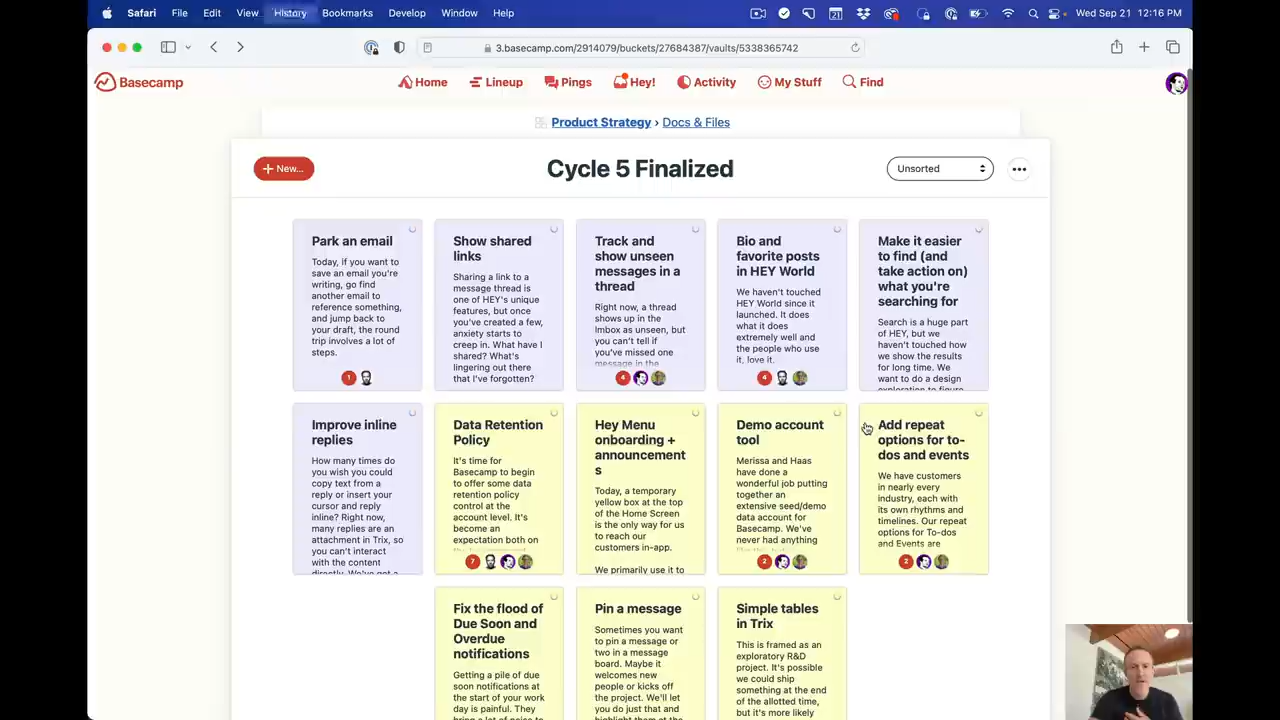 Safari File Edit View History Bookmarks Develop Window Help
21
Wed Sep 21 12:16 PM
3.basecamp.com/2914079/buckets/27684387/vaults/5338365742
Basecamp
Home
Lineup
Pings
Hey!
Activity
My Stuff
Find
Product Strategy › Docs & Files
New...
Cycle 5 Finalized
Unsorted
Park an email
Today, if you want to
save an email you're
writing, go find
another email to
reference something,
and jump back to
your draft, the round
trip involves a lot of
steps.
1
Show shared
links
Sharing a link to a
message thread is
one of HEY's unique
features, but once
you've created a few,
anxiety starts to
creep in. What have I
shared? What's
lingering out there
that I've forgotten?
Track and
show unseen
messages in a
thread
Right now, a thread
shows up in the
Imbox as unseen, but
you can't tell if
you've missed one
message in the
4
Bio and
favorite posts
in HEY World
We haven't touched
HEY World since it
launched. It does
what it does
extremely well and
the people who use
it, love it.
4
Make it easier
to find (and
take action on)
what you're
searching for
Search is a huge part
of HEY, but we
haven't touched how
we show the results
for long time. We
want to do a design
exploration to figure
Improve inline
replies
How many times do
you wish you could
copy text from a
reply or insert your
cursor and reply
inline? Right now,
many replies are an
attachment in Trix, so
you can't interact
with the content
directly. We've got a
Data Retention
Policy
It's time for
Basecamp to begin
to offer some data
retention policy
control at the
account level. It's
become an
expectation both on
7
Hey Menu
onboarding +
announcement
s
Today, a temporary
yellow box at the top
of the Home Screen
is the only way for us
to reach our
customers in-app.
We primarily use it to
Demo account
tool
Merissa and Haas
have done a
wonderful job putting
together an
extensive seed/demo
data account for
Basecamp. We've
never had anything
2
Add repeat
options for to-
dos and events
We have customers
in nearly every
industry, each with
its own rhythms and
timelines. Our repeat
options for To-dos
and Events are
2
Fix the flood of
Due Soon and
Overdue
notifications
Getting a pile of due
soon notifications at
the start of your work
day is painful. They
bring a lot of noise to
Pin a message
Sometimes you want
to pin a message or
two in a message
board. Maybe it
welcomes new
people or kicks off
the project. We'll let
you do just that and
highlight them at the
Simple tables
in Trix
This is framed as an
exploratory R&D
project. It's possible
we could ship
something at the end
of the allotted time,
but it's more likely